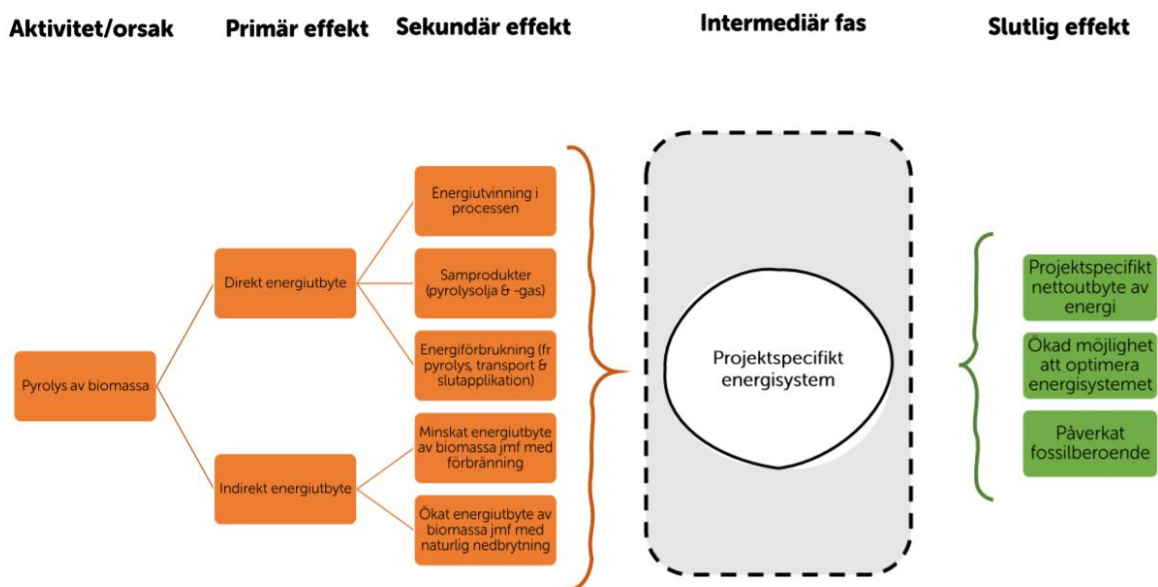 Aktivitet/orsak
Primär effekt
Sekundär effekt
Intermediär fas
Slutlig effekt
Pyrolys av biomassa
Direkt energiutbyte
Indirekt energiutbyte
Energiutvinning i
processen
Samprodukter
(pyrolysolja & -gas)
Energiförbrukning (fr
pyrolys, transport &
slutapplikation)
Minskat energiutbyte
av biomassa jmf med
förbränning
Ökat energiutbyte av
biomassa jmf med
naturlig nedbrytning
Projektspecifikt
energisystem
Projektspecifikt
nettoutbyte av
energi
Ökad möjlighet
att optimera
energisystemet
Påverkat
fossilberoende